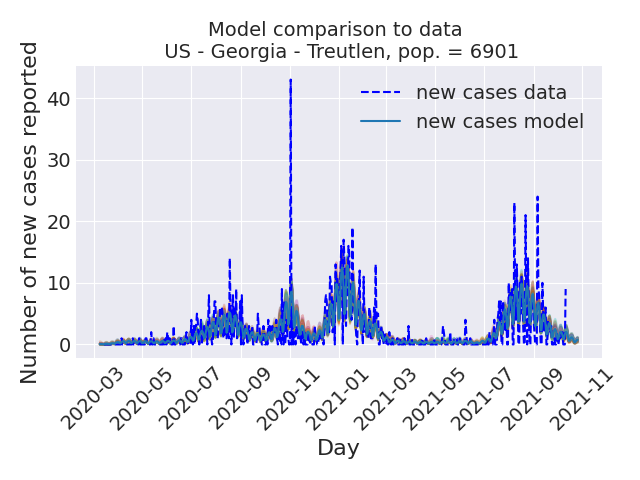 Model comparison to data
US - Georgia - Treutlen, pop. = 6901
new cases data
new cases model
Number of new cases reported
40
30
20
10
0
2020-03
2020-05
2020-07
2020-09
2020-11
2021-01
2021-03
2021-05
2021-07
2021-09
2021-11
Day